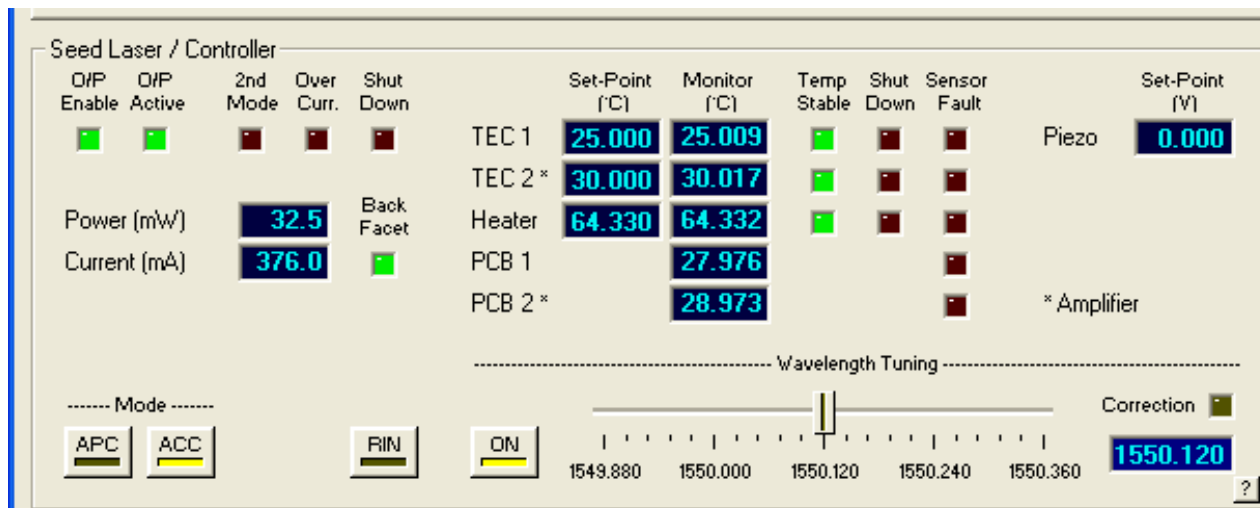 Seed Laser / Controller
O/P Enable
O/P Active
2nd Mode
Over Curr.
Shut Down
Set-Point (°C)
Monitor (°C)
Temp Stable
Shut Down
Sensor Fault
Set-Point (V)
TEC 1 25.000 25.009
Piezo 0.000
TEC 2 * 30.000 30.017
Power (mW) 32.5
Back Facet
Heater 64.330 64.332
Current (mA) 376.0
PCB 1 27.976
PCB 2 * 28.973
* Amplifier
Wavelength Tuning
Mode
Correction
APC ACC RIN ON
1549.880 1550.000 1550.120 1550.240 1550.360
1550.120
?